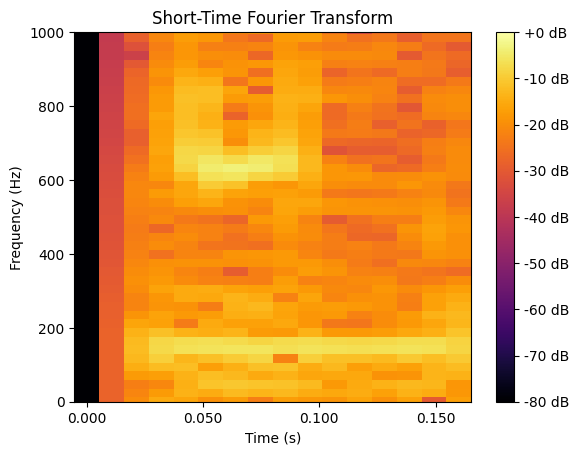 Short-Time Fourier Transform
1000
800
600
400
200
0
Frequency (Hz)
0.000
0.050
0.100
0.150
Time (s)
+0 dB
-10 dB
-20 dB
-30 dB
-40 dB
-50 dB
-60 dB
-70 dB
-80 dB